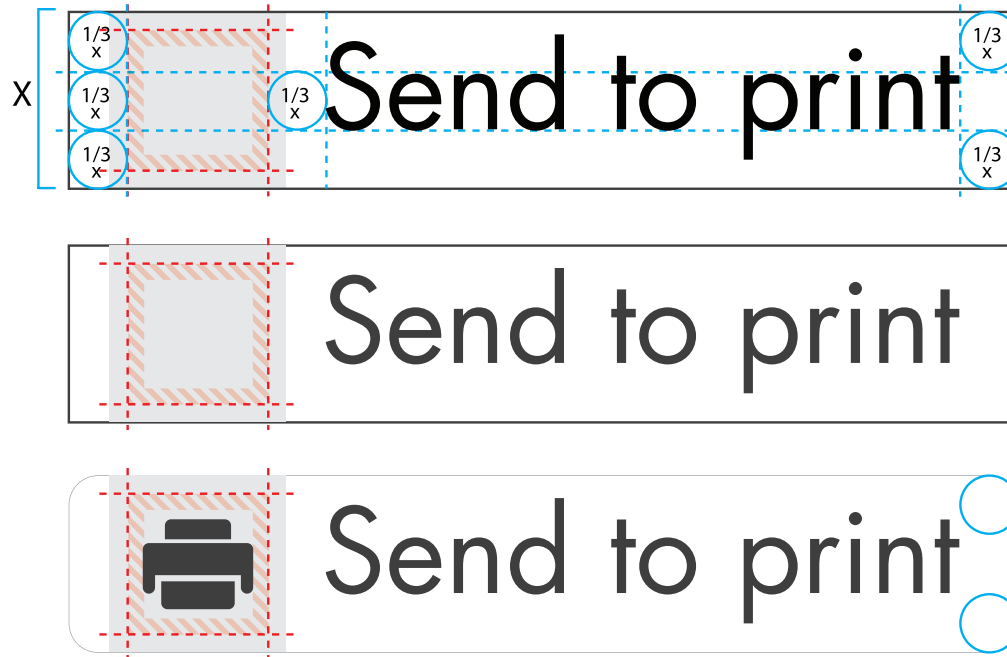 1/3
x
1/3
x
X
1/3
x
1/3
x
Send to print
1/3
x
1/3
x
Send to print
Send to print